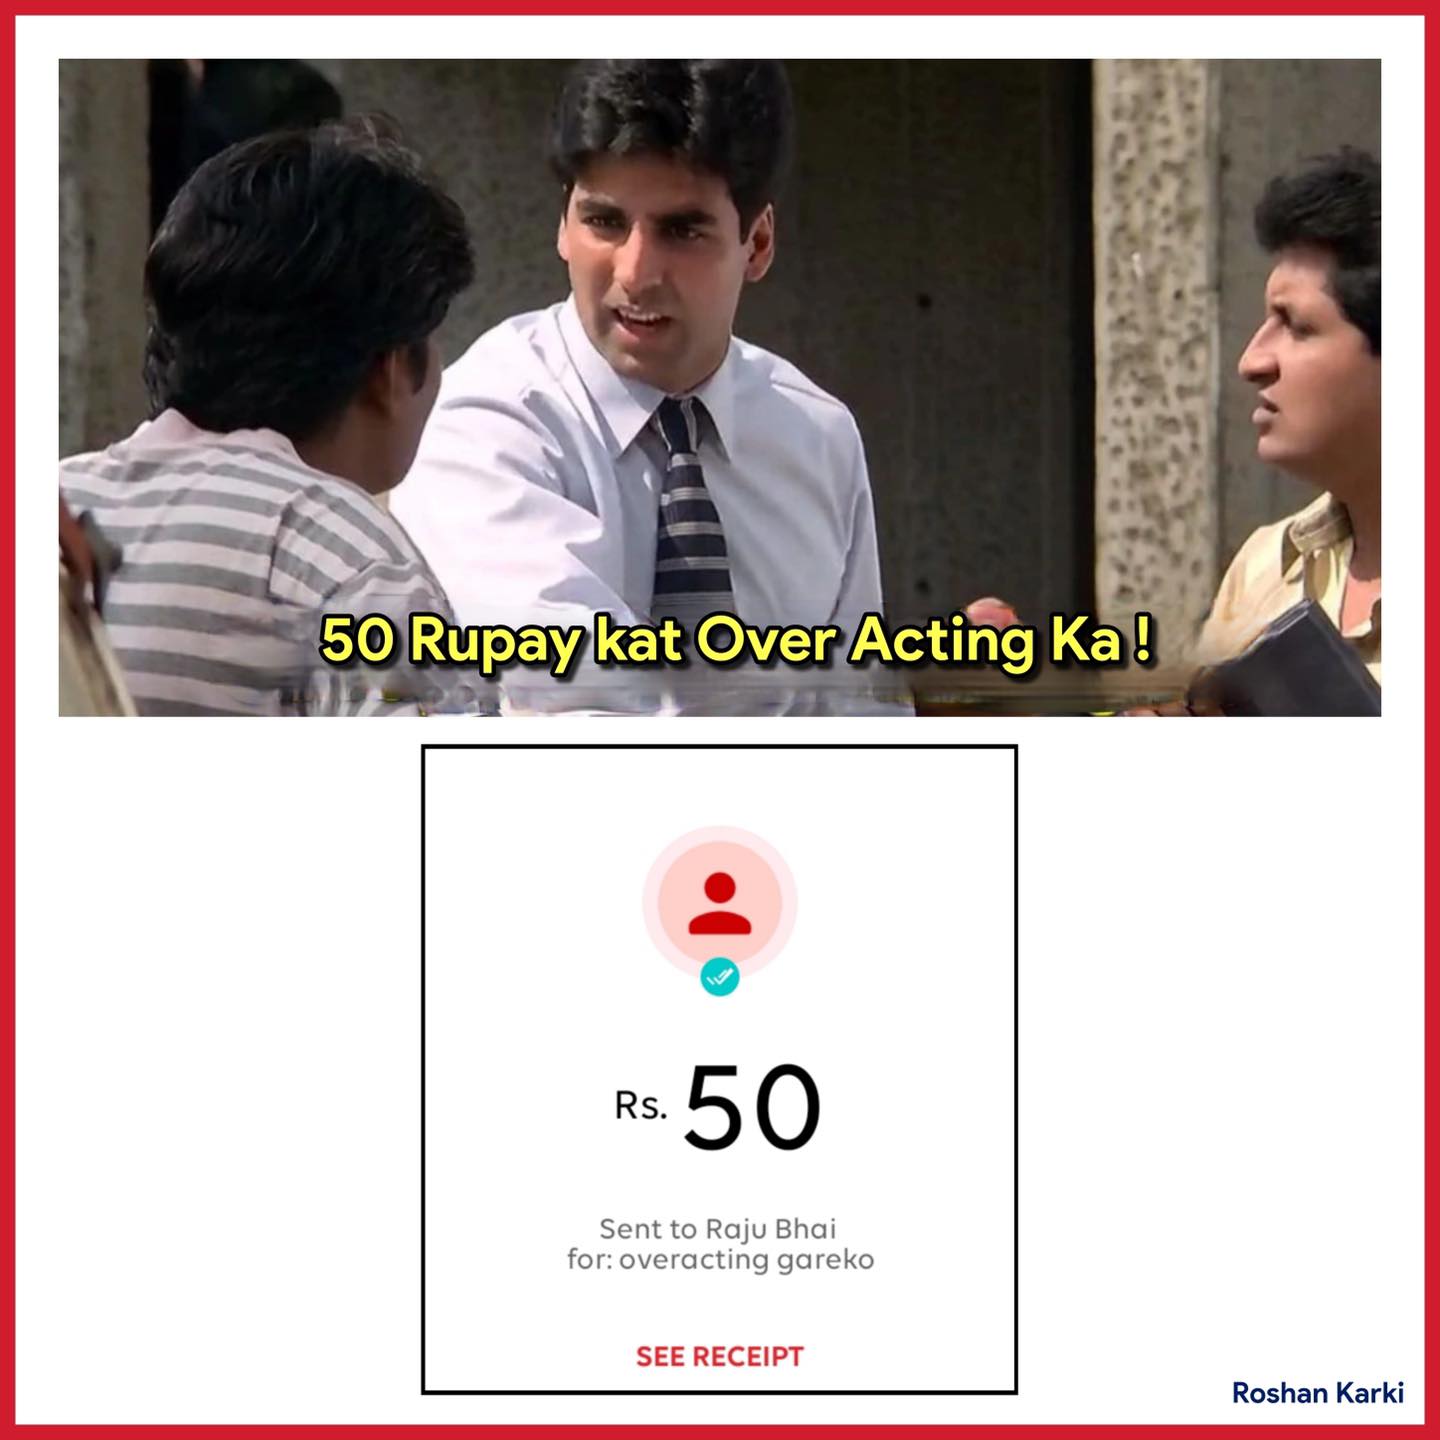 50 Rupay kat Over Acting Ka !
Rs. 50
Sent to Raju Bhai
for: overacting gareko
SEE RECEIPT
Roshan Karki